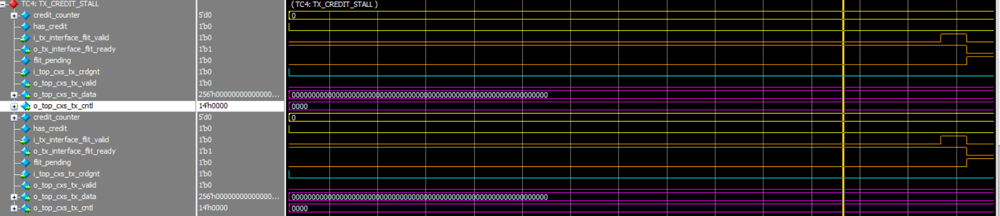 TC4: TX_CREDIT_STALL ( TC4: TX_CREDIT_STALL )
credit_counter 5'd0 0
has_credit 1'b0
i_tx_interface_flit_valid 1'b0
o_tx_interface_flit_ready 1'b1
flit_pending 1'b0
i_top_cxs_tx_crdgnt 1'b0
o_top_cxs_tx_valid 1'b0
o_top_cxs_tx_data 256'h00000000000000... 0000000000000000000000000000000000000000000000000000000000000000
o_top_cxs_tx_cntl 14'h0000 0000
credit_counter 5'd0 0
has_credit 1'b0
i_tx_interface_flit_valid 1'b0
o_tx_interface_flit_ready 1'b1
flit_pending 1'b0
i_top_cxs_tx_crdgnt 1'b0
o_top_cxs_tx_valid 1'b0
o_top_cxs_tx_data 256'h00000000000000... 0000000000000000000000000000000000000000000000000000000000000000
o_top_cxs_tx_cntl 14'h0000 0000